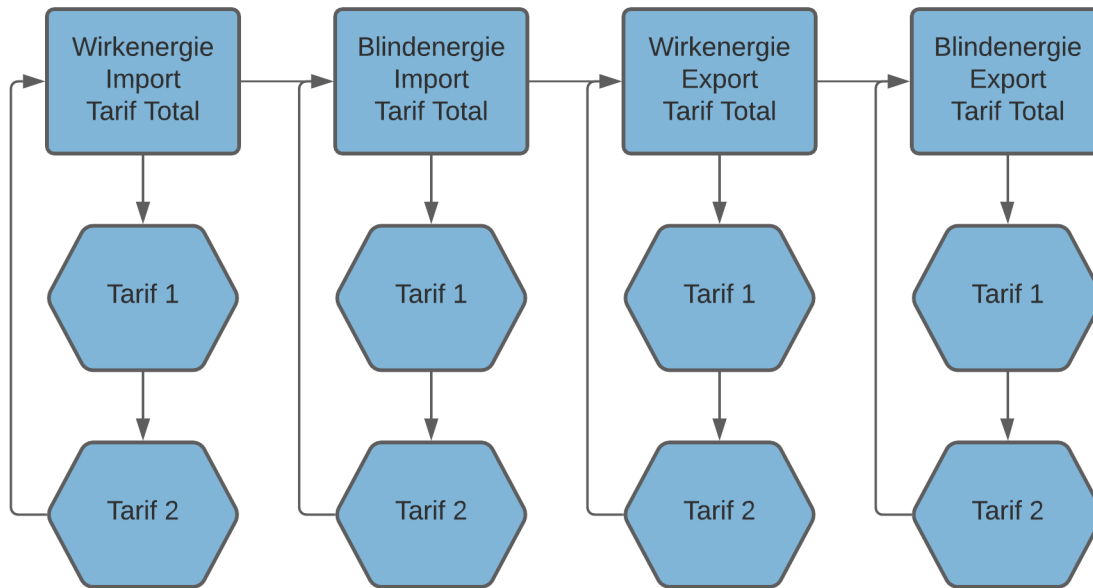 Wirkenergie
Import
Tarif Total
Blindenergie
Import
Tarif Total
Wirkenergie
Export
Tarif Total
Blindenergie
Export
Tarif Total
Tarif 1
Tarif 1
Tarif 1
Tarif 1
Tarif 2
Tarif 2
Tarif 2
Tarif 2